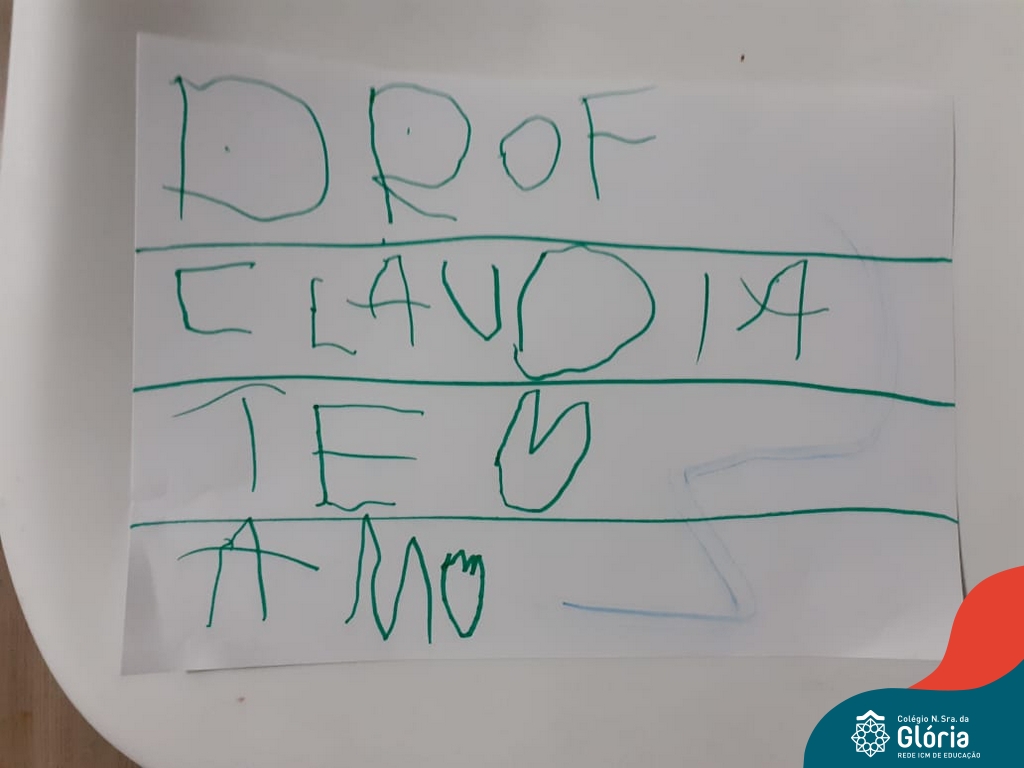 DROF
CLAUDIA
TE
AMO
Colégio N. Sra. da
Glória
REDE ICM DE EDUCAÇÃO